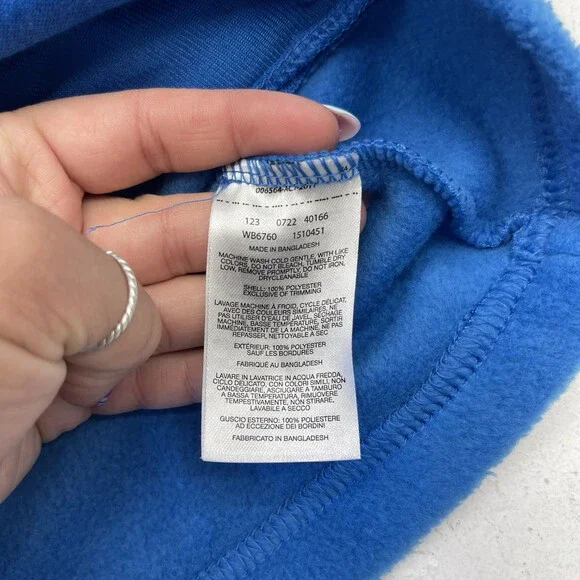 123 0722 40166
WB6760 1510451
MADE IN BANGLADESH
MACHINE WASH COLD GENTLE, WITH LIKE
COLORS, DO NOT BLEACH, TUMBLE DRY
LOW, REMOVE PROMPTLY, DO NOT IRON,
DRYCLEANABLE
SHELL: 100% POLYESTER
EXCLUSIVE OF TRIMMING
LAVAGE MACHINE À FROID, CYCLE DÉLICAT,
AVEC DES COULEURS SIMILAIRES, NE
PAS UTILISER D'EAU DE JAVEL, SÉCHAGE
MACHINE, BASSE TEMPÉRATURE, SORTIR
IMMÉDIATEMENT DE LA MACHINE, NE PAS
REPASSER, NETTOYABLE A SEC
EXTÉRIEUR: 100% POLYESTER
SAUF LES BORDURES
FABRIQUÉ AU BANGLADESH
LAVARE IN LAVATRICE IN ACQUA FREDDA,
CICLO DELICATO, CON COLORI SIMILI, NON
CANDEGGIARE, ASCIUGARE A TAMBURO
A BASSA TEMPERATURA, RIMUOVERE
TEMPESTIVAMENTE, NON STIRARE,
LAVABILE A SECCO
GUSCIO ESTERNO: 100% POLIESTERE
AD ECCEZIONE DEI BORDINI
FABBRICATO IN BANGLADESH